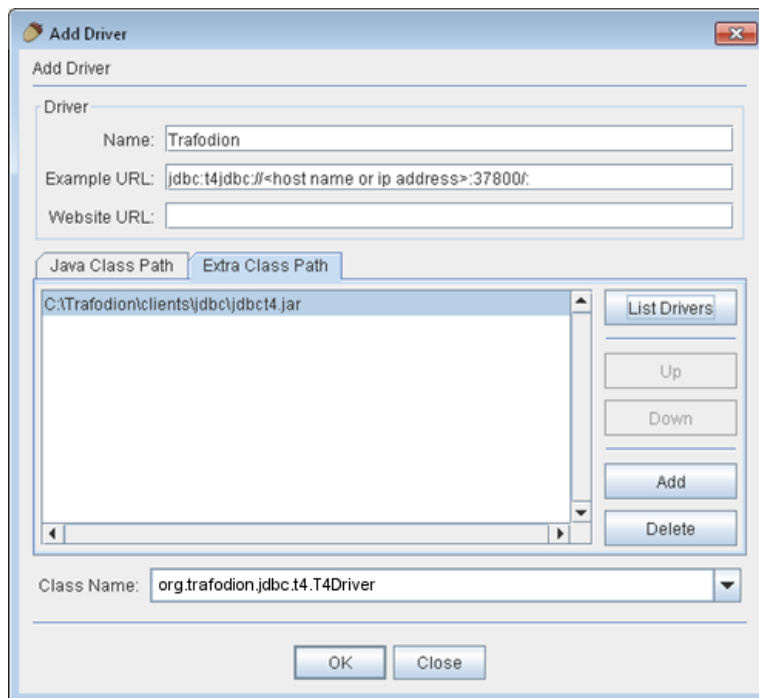 Add Driver
Add Driver
Driver
Name: Trafodion
Example URL: jdbc:t4jdbc://<host name or ip address>:37800/:
Website URL:
Java Class Path Extra Class Path
C:\Trafodion\clients\jdbc\jdbct4.jar
List Drivers
Up
Down
Add
Delete
Class Name: org.trafodion.jdbc.t4.T4Driver
OK Close